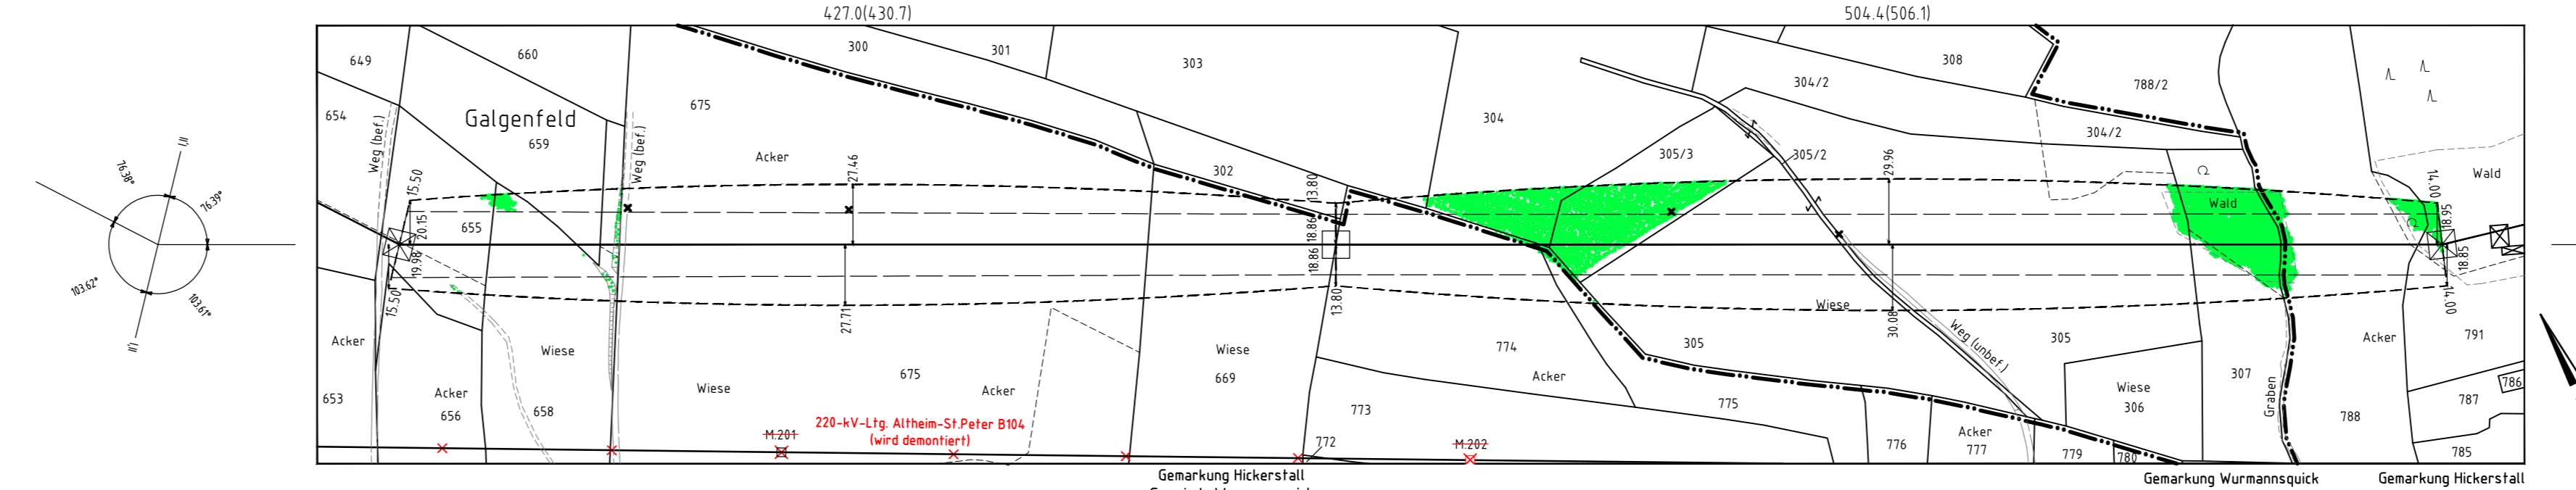 427.0(430.7)
504.4(506.1)
649
660
300
301
303
308
788/2
304/2
654
Galgenfeld
659
675
304
304/2
Weg (bef.)
Weg (bef.)
Acker
305/3
305/2
Wald
Wald
76.38°
76.39°
103.62°
103.61°
I/I
I,II
15.50
20.15
19.98
15.50
655
27.46
27.71
302
13.80
18.86
18.86
13.80
29.96
30.08
Wiese
14.00
18.95
18.85
14.00
Acker
653
Acker
656
Wiese
658
Wiese
675
Acker
Wiese
669
774
Acker
773
772
305
775
776
Acker
777
Weg (unbef.)
305
Wiese
306
779
780
307
Graben
788
Acker
791
786
787
785
M.201
220-kV-Ltg. Altheim-St.Peter B104
(wird demontiert)
M.202
Gemarkung Hickerstall
Gemarkung Wurmannsquick
Gemarkung Hickerstall